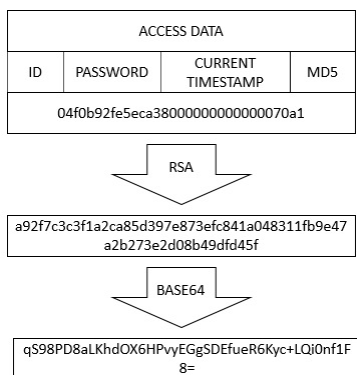 ACCESS DATA
ID PASSWORD CURRENT TIMESTAMP MD5
04f0b92fe5eca38000000000000070a1
RSA
a92f7c3c3f1a2ca85d397e873efc841a048311fb9e47
a2b273e2d08b49dfd45f
BASE64
qS98PD8aLKhdOX6HPvyEGgSDEfueR6Kyc+LQi0nf1F
8=